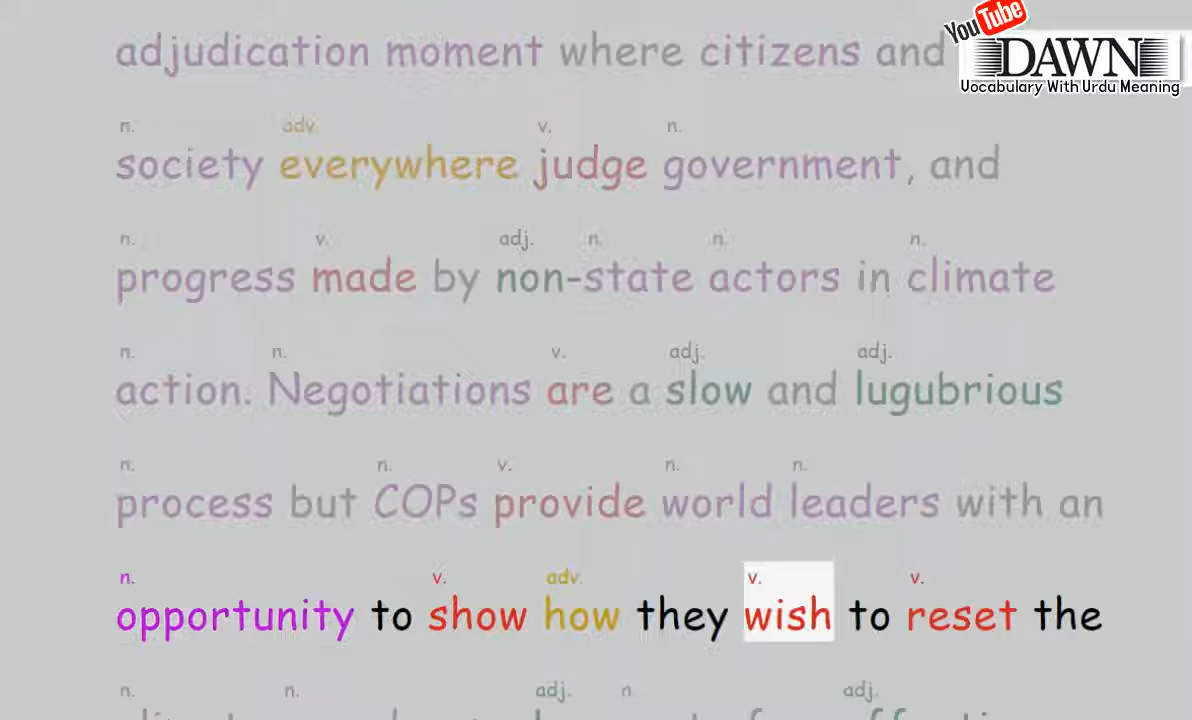 adjudication moment where citizens and
You Tube
DAWN
Vocabulary With Urdu Meaning
n. adv. v. n.
society everywhere judge government, and
n. v. adj. n. n. n.
progress made by non-state actors in climate
n. n. v. adj. adj.
action. Negotiations are a slow and lugubrious
n. n. v. n. n.
process but COPs provide world leaders with an
n. v. adv. v. v.
opportunity to show how they wish to reset the
n. n. adj. n. adj.